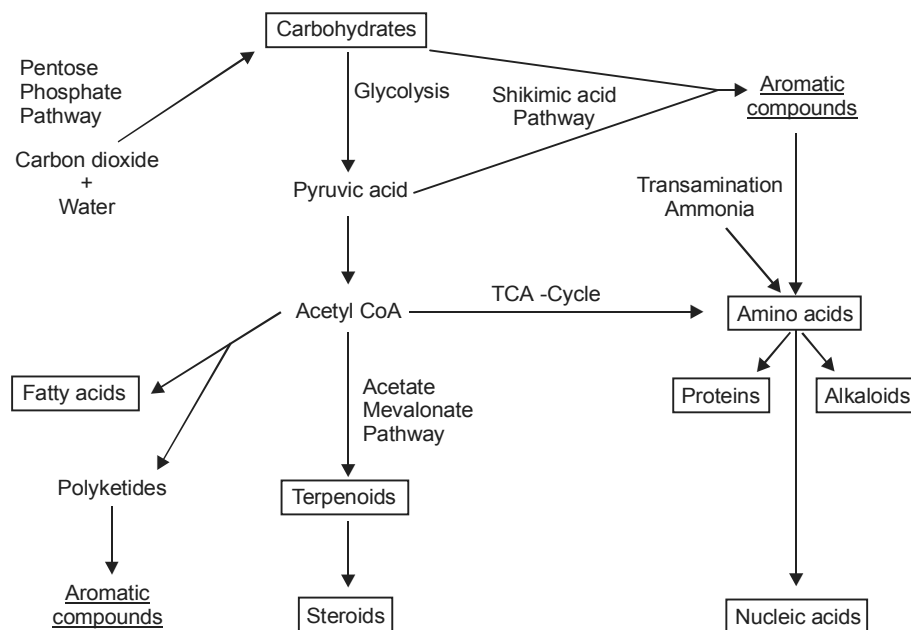 Carbohydrates
Pentose
Phosphate
Pathway
Glycolysis
Shikimic acid
Pathway
Aromatic
compounds
Carbon dioxide
+
Water
Pyruvic acid
Transamination
Ammonia
Acetyl CoA
TCA -Cycle
Amino acids
Fatty acids
Acetate
Mevalonate
Pathway
Proteins
Alkaloids
Polyketides
Terpenoids
Aromatic
compounds
Steroids
Nucleic acids